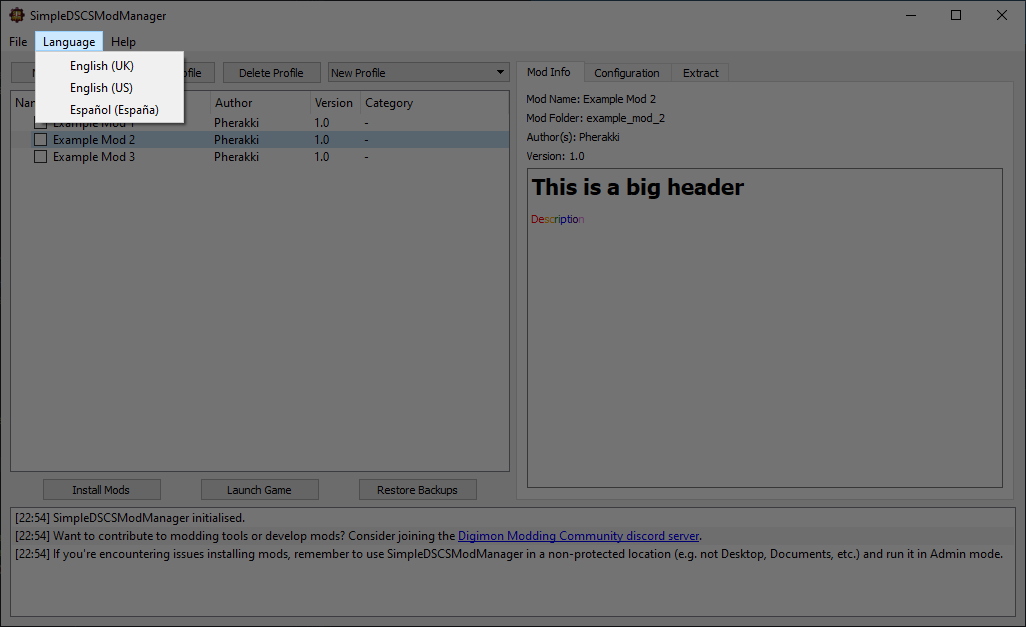 SimpleDSCSModManager
File Language Help
English (UK)
English (US)
Español (España)
Delete Profile New Profile
Author Version Category
Example Mod 1 Pherakki 1.0 -
Example Mod 2 Pherakki 1.0 -
Example Mod 3 Pherakki 1.0 -
Install Mods Launch Game Restore Backups
Mod Info Configuration Extract
Mod Name: Example Mod 2
Mod Folder: example_mod_2
Author(s): Pherakki
Version: 1.0
This is a big header
Description
[22:54] SimpleDSCSModManager initialised.
[22:54] Want to contribute to modding tools or develop mods? Consider joining the Digimon Modding Community discord server.
[22:54] If you're encountering issues installing mods, remember to use SimpleDSCSModManager in a non-protected location (e.g. not Desktop, Documents, etc.) and run it in Admin mode.